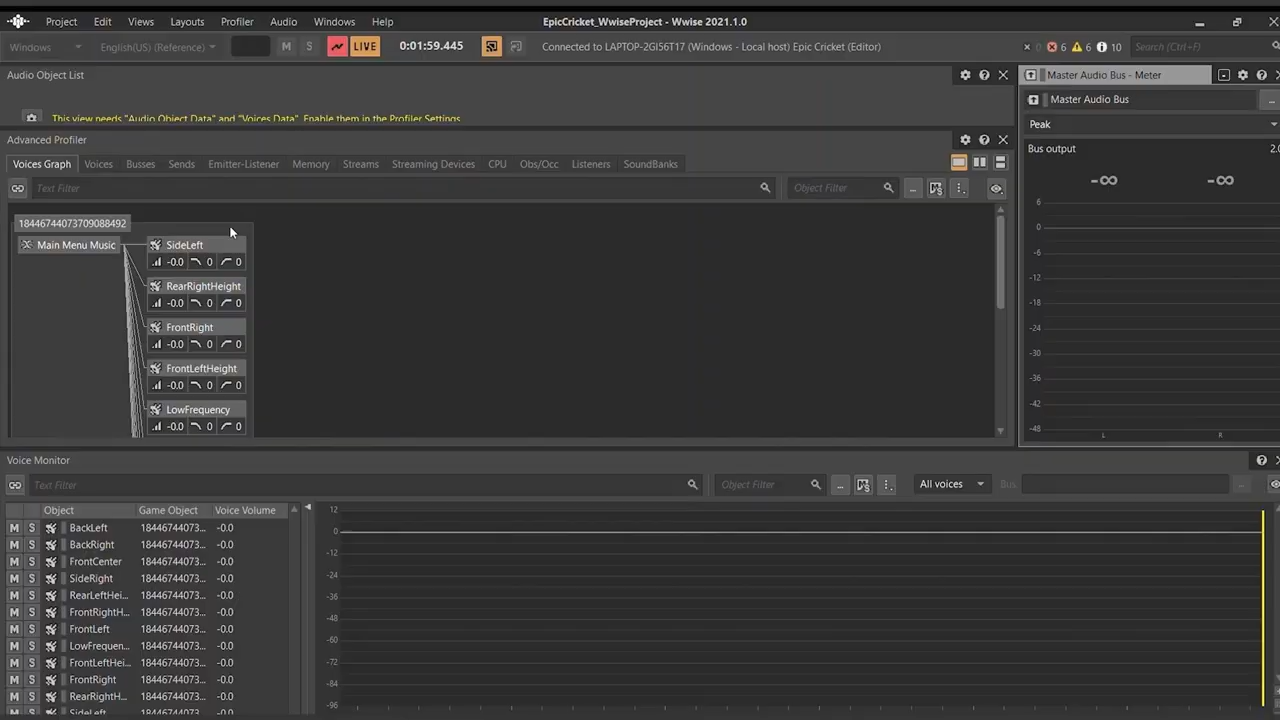 Project Edit Views Layouts Profiler Audio Windows Help EpicCricket_WwiseProject - Wwise 2021.1.0
Windows English(US) (Reference) M S LIVE 0:01:59.445 Connected to LAPTOP-2GI56T17 (Windows - Local host) Epic Cricket (Editor) 0 6 6 10 Search (Ctrl+F)
Audio Object List
This view needs "Audio Object Data" and "Voices Data". Enable them in the Profiler Settings
Advanced Profiler
Voices Graph Voices Busses Sends Emitter-Listener Memory Streams Streaming Devices CPU Obs/Occ Listeners SoundBanks
Text Filter Object Filter ...
18446744073709088492
Main Menu Music
SideLeft
-0.0 0 0
RearRightHeight
-0.0 0 0
FrontRight
-0.0 0 0
FrontLeftHeight
-0.0 0 0
LowFrequency
-0.0 0 0
Master Audio Bus - Meter
Master Audio Bus ...
Peak
Bus output 2.0
-∞ -∞
6
0
-6
-12
-18
-24
-30
-36
-42
-48
L R
Voice Monitor
Text Filter Object Filter ... All voices Bus: ...
Object Game Object Voice Volume
M S BackLeft 18446744073... -0.0
M S BackRight 18446744073... -0.0
M S FrontCenter 18446744073... -0.0
M S SideRight 18446744073... -0.0
M S RearLeftHei... 18446744073... -0.0
M S FrontRightH... 18446744073... -0.0
M S FrontLeft 18446744073... -0.0
M S LowFrequen... 18446744073... -0.0
M S FrontLeftHei... 18446744073... -0.0
M S FrontRight 18446744073... -0.0
M S RearRightH... 18446744073... -0.0
M S SideLeft 18446744073... -0.0
12
0
-12
-24
-36
-48
-60
-72
-84
-96